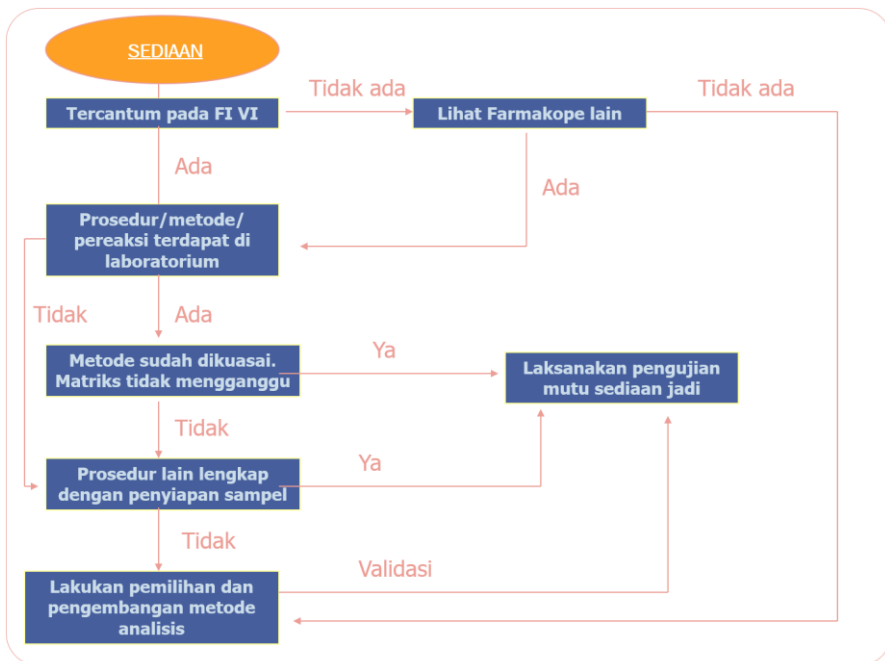 SEDIAAN
Tidak ada
Tidak ada
Tercantum pada FI VI
Lihat Farmakope lain
Ada
Ada
Prosedur/metode/
pereaksi terdapat di
laboratorium
Tidak
Ada
Ya
Metode sudah dikuasai.
Matriks tidak mengganggu
Laksanakan pengujian
mutu sediaan jadi
Tidak
Ya
Prosedur lain lengkap
dengan penyiapan sampel
Tidak
Validasi
Lakukan pemilihan dan
pengembangan metode
analisis